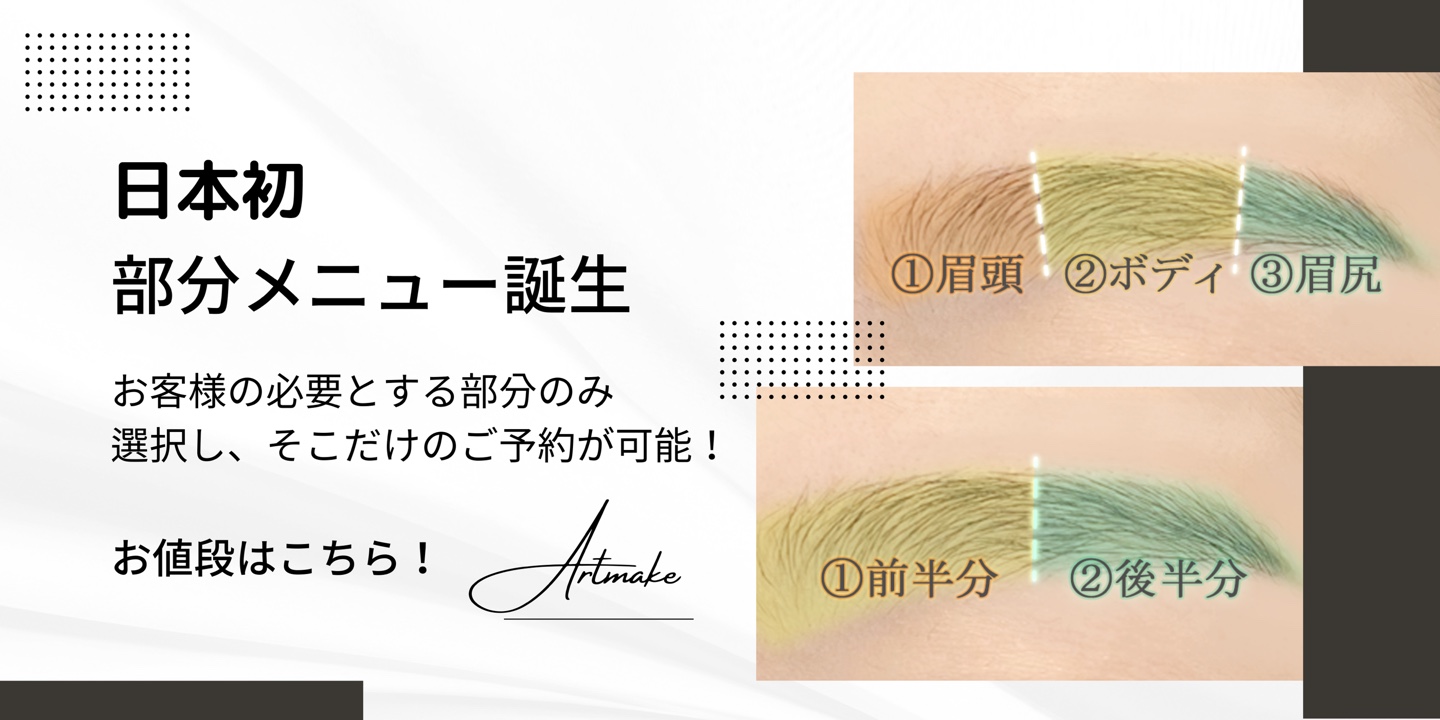 日本初
部分メニュー誕生
お客様の必要とする部分のみ
選択し、そこだけのご予約が可能！
お値段はこちら！
Artmake
①眉頭 ②ボディ ③眉尻
①前半分 ②後半分